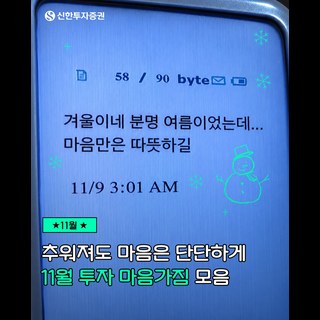 신한투자증권
58 / 90 byte
겨울이네 분명 여름이었는데...
마음만은 따뜻하길
11/9 3:01 AM
★11월★
추워져도 마음은 단단하게
11월 투자 마음가짐 모음